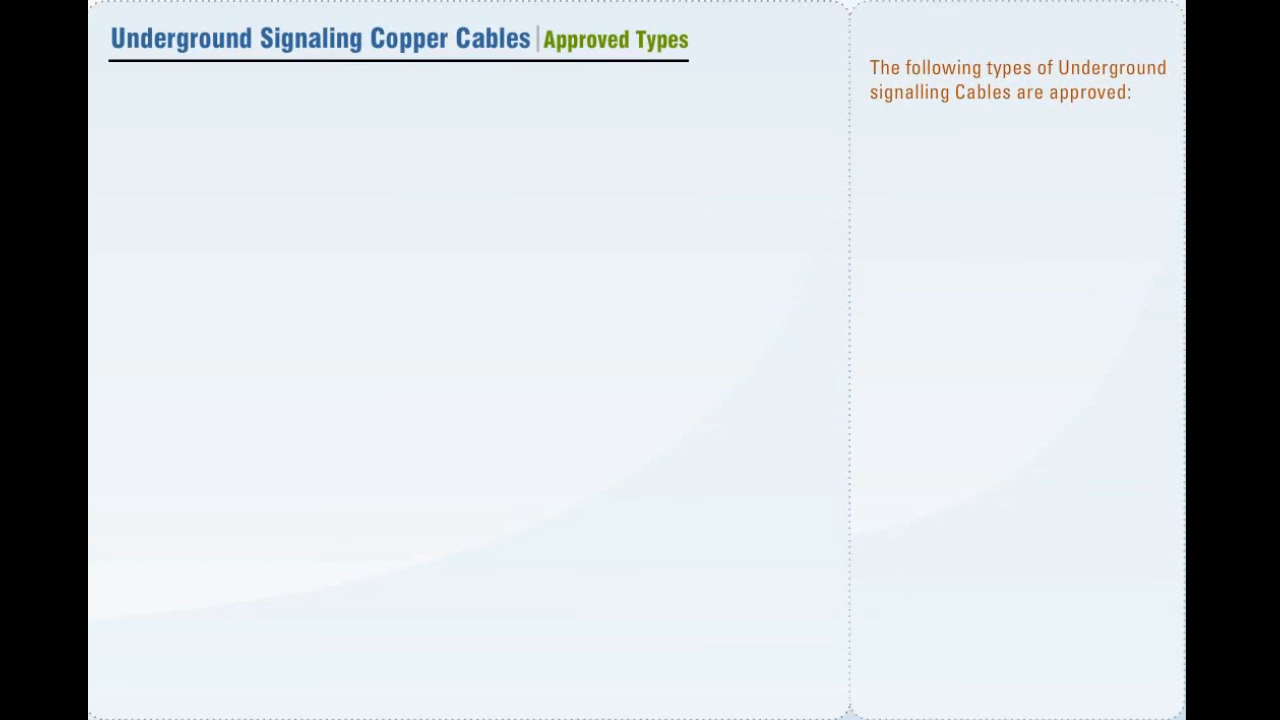 Underground Signaling Copper Cables | Approved Types
The following types of Underground
signalling Cables are approved: